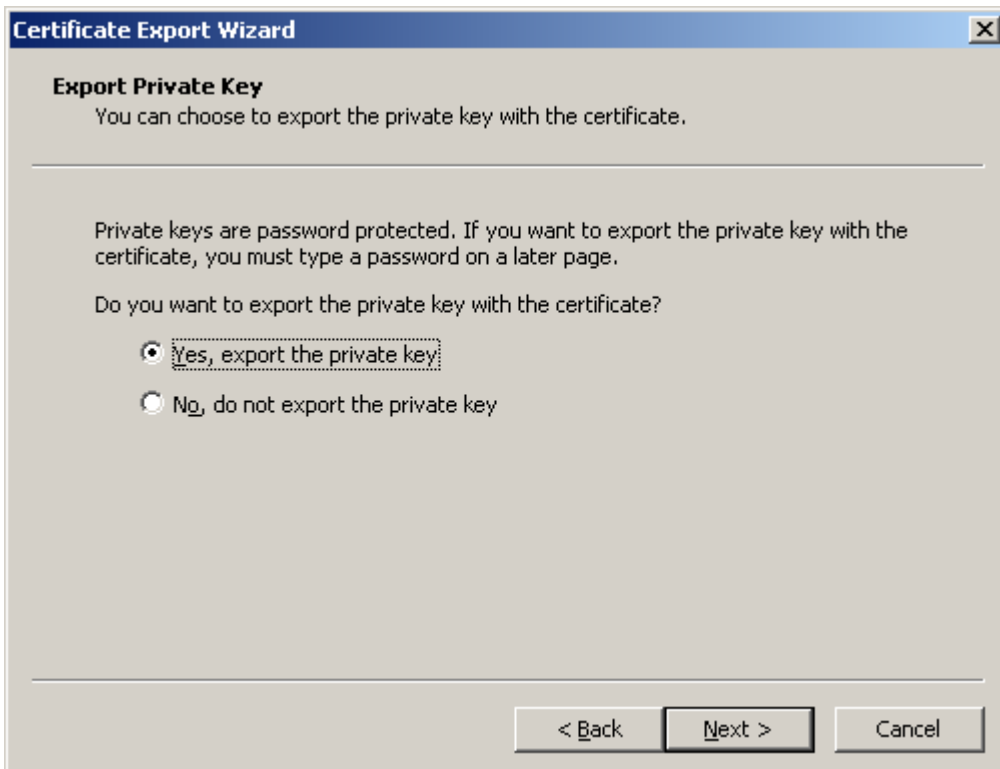 Certificate Export Wizard
Export Private Key
You can choose to export the private key with the certificate.
Private keys are password protected. If you want to export the private key with the
certificate, you must type a password on a later page.
Do you want to export the private key with the certificate?
Yes, export the private key
No, do not export the private key
< Back Next > Cancel